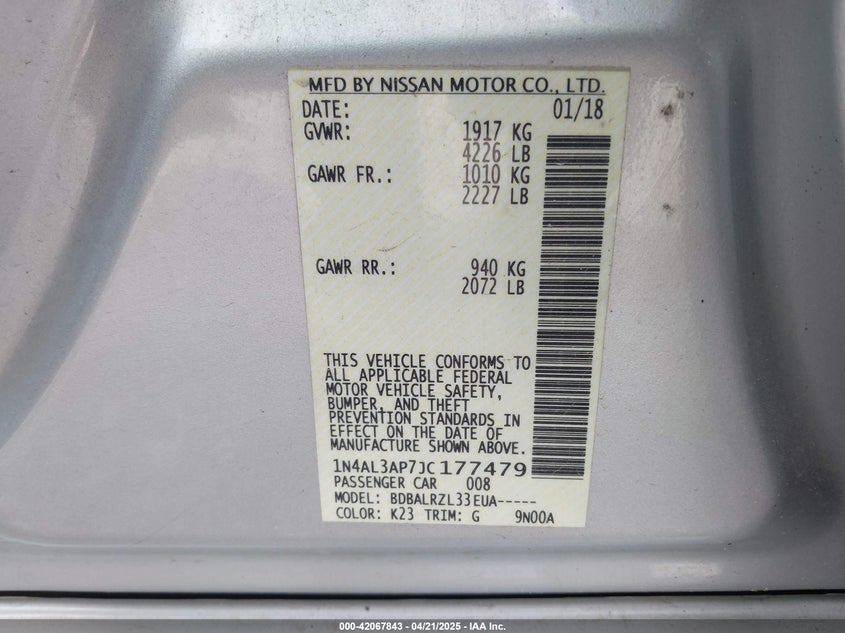 MFD BY NISSAN MOTOR CO., LTD.
DATE: 01/18
GVWR: 1917 KG
4226 LB
GAWR FR.: 1010 KG
2227 LB
GAWR RR.: 940 KG
2072 LB
THIS VEHICLE CONFORMS TO
ALL APPLICABLE FEDERAL
MOTOR VEHICLE SAFETY,
BUMPER, AND THEFT
PREVENTION STANDARDS IN
EFFECT ON THE DATE OF
MANUFACTURE SHOWN ABOVE.
1N4AL3AP7JC177479
PASSENGER CAR 008
MODEL: BDBALRZL33EUA-----
COLOR: K23 TRIM: G 9N00A
000-42067843 - 04/21/2025 - IAA Inc.